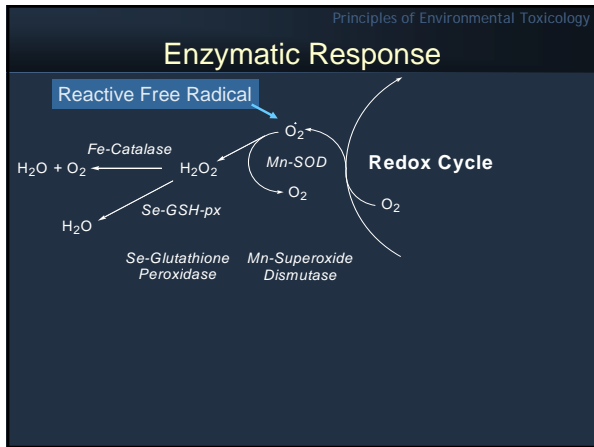 Principles of Environmental Toxicology
Enzymatic Response
Reactive Free Radical
O₂˙
Fe-Catalase
H₂O + O₂
H₂O₂
Mn-SOD
Redox Cycle
O₂
O₂
Se-GSH-px
H₂O
Se-Glutathione
Peroxidase
Mn-Superoxide
Dismutase